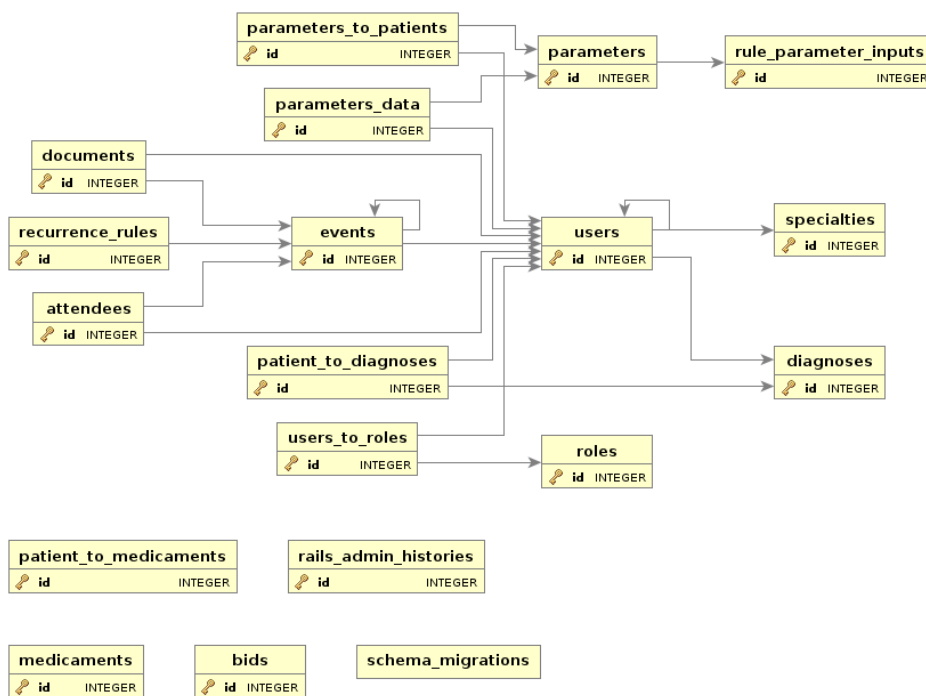 parameters_to_patients
id INTEGER
parameters
id INTEGER
rule_parameter_inputs
id INTEGER
parameters_data
id INTEGER
documents
id INTEGER
recurrence_rules
id INTEGER
events
id INTEGER
users
id INTEGER
specialties
id INTEGER
attendees
id INTEGER
patient_to_diagnoses
id INTEGER
diagnoses
id INTEGER
users_to_roles
id INTEGER
roles
id INTEGER
patient_to_medicaments
id INTEGER
rails_admin_histories
id INTEGER
medicaments
id INTEGER
bids
id INTEGER
schema_migrations